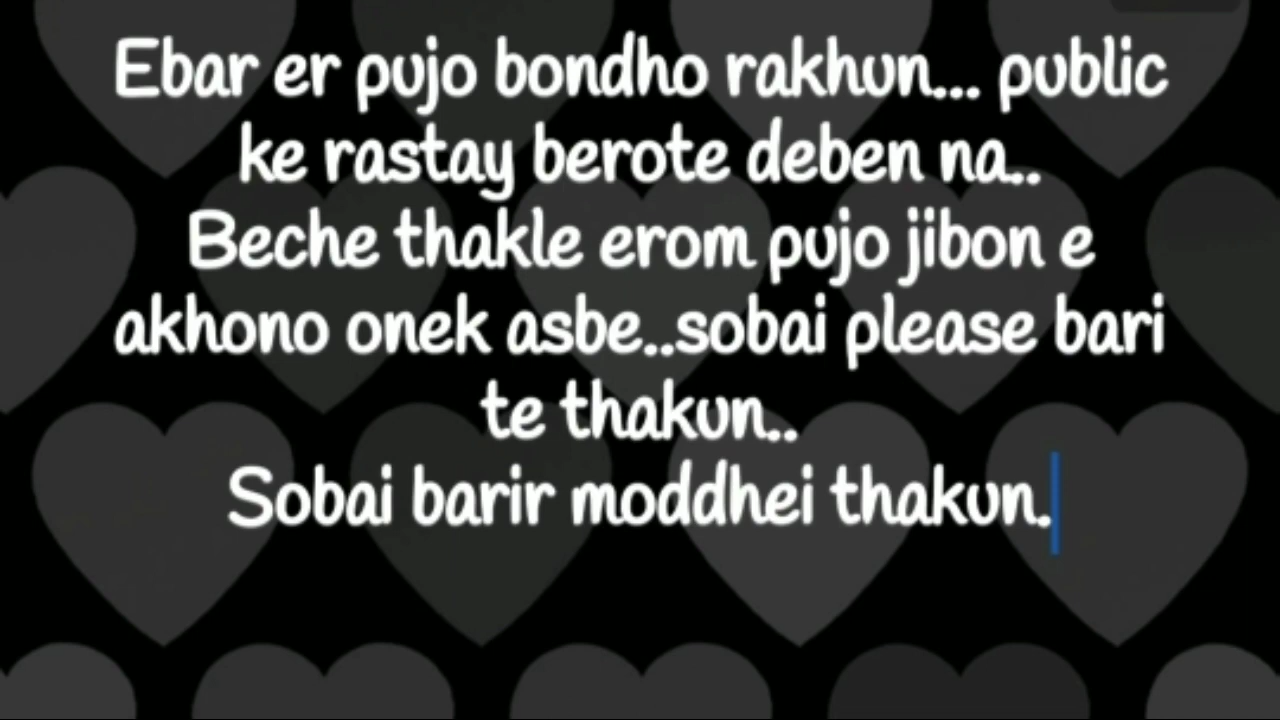 Ebar er pujo bondho rakhun... public
ke rastay berote deben na..
Beche thakle erom pujo jibon e
akhono onek asbe..sobai please bari
te thakun..
Sobai barir moddhei thakun.